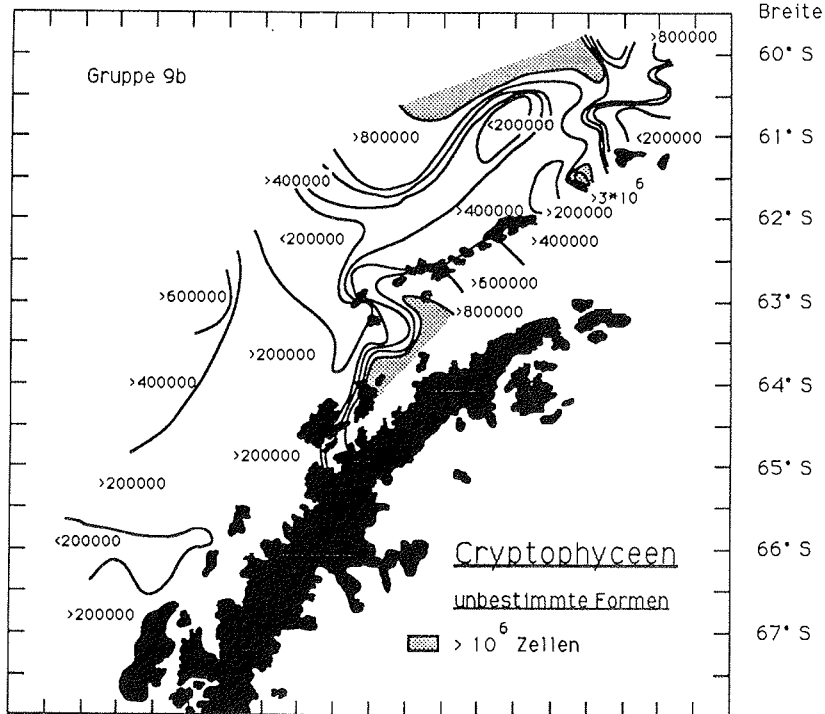 Breite
>800000
60° S
Gruppe 9b
>800000
<200000
<200000
61° S
>400000
>3*10^6
>400000
>200000
62° S
<200000
>400000
>600000
>600000
63° S
>800000
>200000
>400000
64° S
>200000
65° S
>200000
<200000
66° S
Cryptophyceen
unbestimmte Formen
>200000
67° S
> 10^6 Zellen